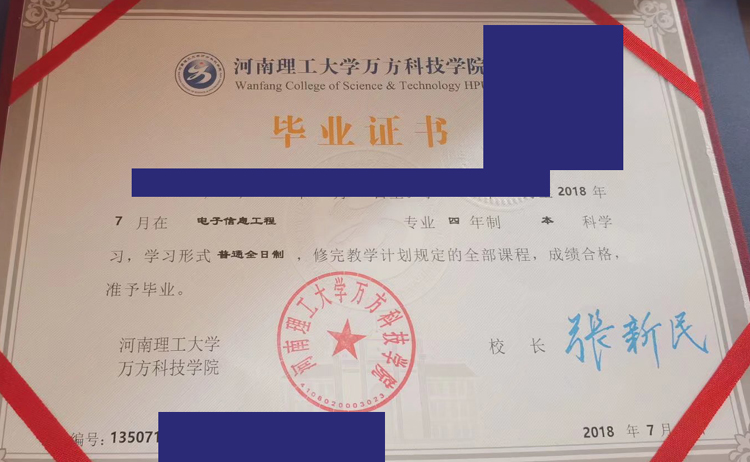 河南理工大学万方科技学院
Wanfang College of Science & Technology HPU
毕业证书
2018 年
7 月在 电子信息工程 专业 四 年制 本 科学
习，学习形式 普通全日制 ，修完教学计划规定的全部课程，成绩合格，
准予毕业。
河南理工大学万方科技学院
4108020002023
河南理工大学
万方科技学院
校 长 張新民
编号：135071
2018 年 7 月